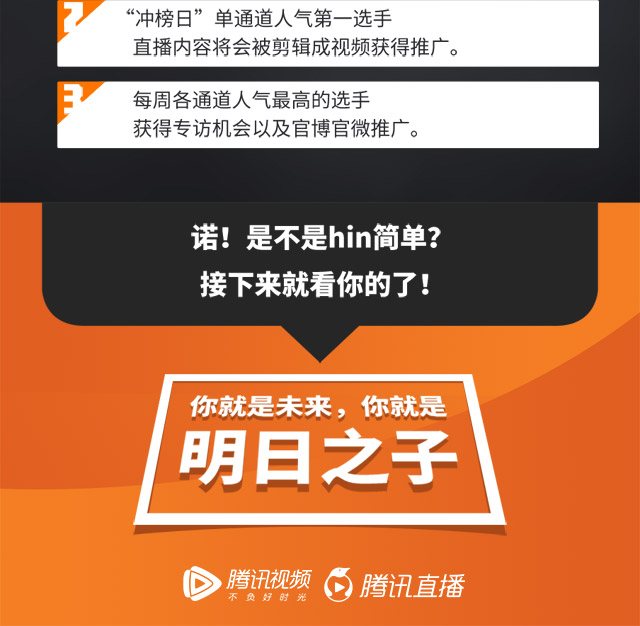 2
“冲榜日”单通道人气第一选手
直播内容将会被剪辑成视频获得推广。
3
每周各通道人气最高的选手
获得专访机会以及官博官微推广。
诺！是不是hin简单？
接下来就看你的了！
你就是未来，你就是
明日之子
腾讯视频
不负好时光
腾讯直播